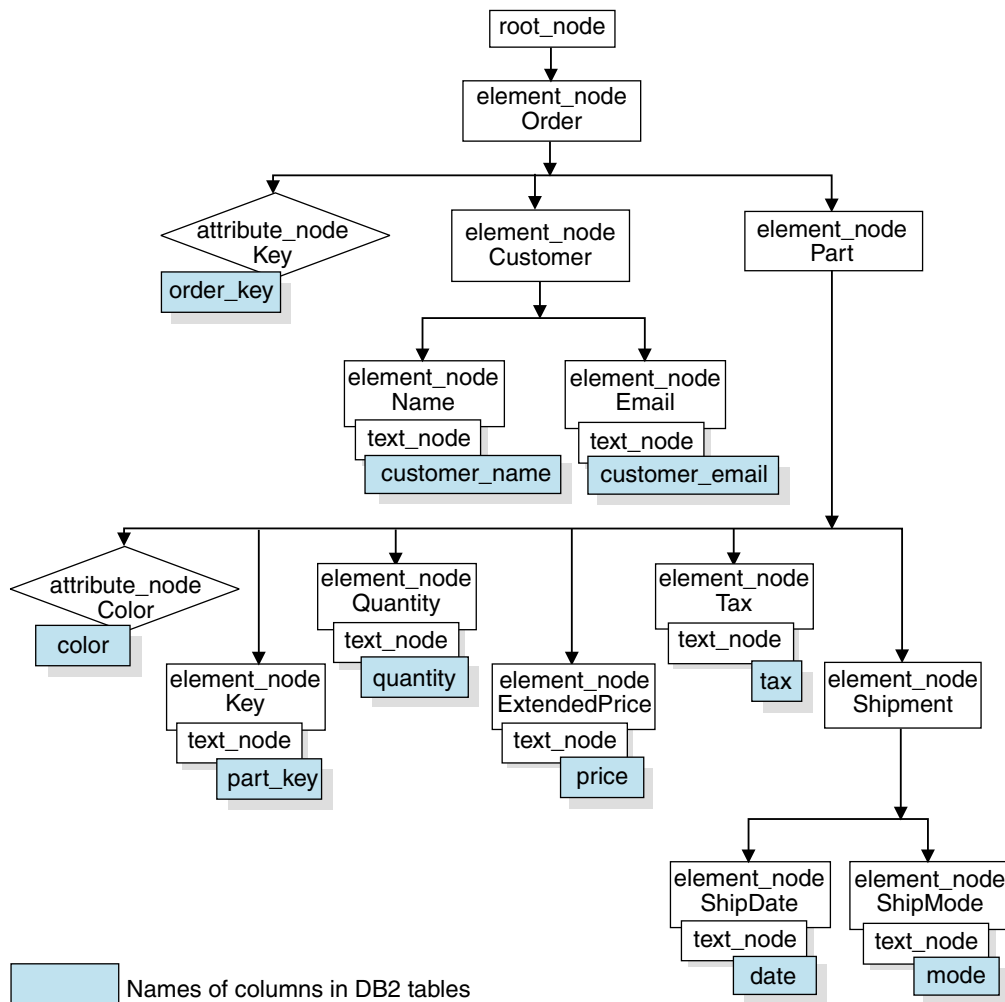 root_node
element_node
Order
attribute_node
Key
order_key
element_node
Customer
element_node
Part
element_node
Name
text_node
customer_name
element_node
Email
text_node
customer_email
attribute_node
Color
color
element_node
Key
text_node
part_key
element_node
Quantity
text_node
quantity
element_node
ExtendedPrice
text_node
price
element_node
Tax
text_node
tax
element_node
Shipment
element_node
ShipDate
text_node
date
element_node
ShipMode
text_node
mode
Names of columns in DB2 tables